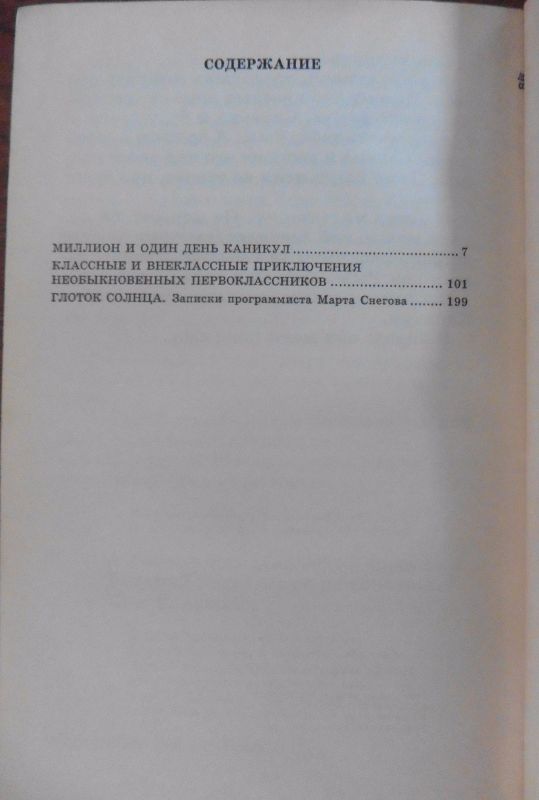 СОДЕРЖАНИЕ
МИЛЛИОН И ОДИН ДЕНЬ КАНИКУЛ ........................................ 7
КЛАССНЫЕ И ВНЕКЛАССНЫЕ ПРИКЛЮЧЕНИЯ
НЕОБЫКНОВЕННЫХ ПЕРВОКЛАССНИКОВ ........................... 101
ГЛОТОК СОЛНЦА. Записки программиста Марта Снегова ........ 199